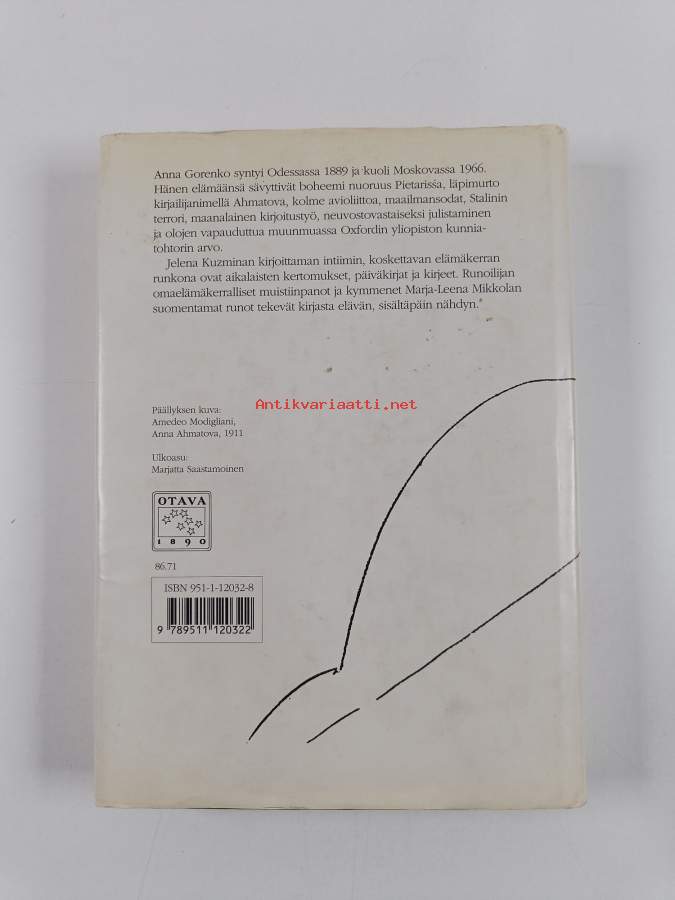 Anna Gorenko syntyi Odessassa 1889 ja kuoli Moskovassa 1966.
Hänen elämäänsä sävyttivät boheemi nuoruus Pietarissa, läpimurto
kirjailijanimellä Ahmatova, kolme avioliittoa, maailmansodat, Stalinin
terrori, maanalainen kirjoitustyö, neuvostovastaiseksi julistaminen
ja olojen vapauduttua muunmuassa Oxfordin yliopiston kunnia-
tohtorin arvo.
Jelena Kuzminan kirjoittaman intiimin, koskettavan elämäkerran
runkona ovat aikalaisten kertomukset, päiväkirjat ja kirjeet. Runoilijan
omaelämäkerralliset muistiinpanot ja kymmenet Marja-Leena Mikkolan
suomentamat runot tekevät kirjasta elävän, sisältäpäin nähdyn.
Antikvariaatti.net
Päällyksen kuva:
Amedeo Modigliani,
Anna Ahmatova, 1911
Ulkoasu:
Marjatta Saastamoinen
OTAVA
1890
86.71
ISBN 951-1-12032-8
9 789511 120322